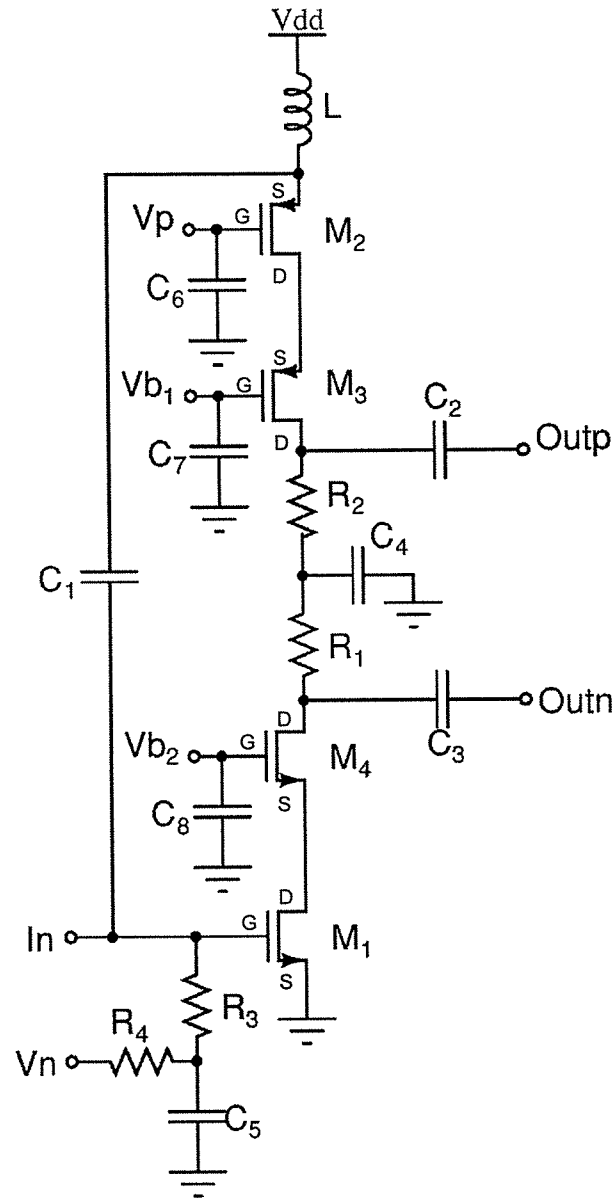 Vdd
L
S
Vp
G
M₂
C₆
D
S
Vb₁
G
M₃
C₇
D
C₂
Outp
R₂
C₄
C₁
R₁
Outn
D
C₃
Vb₂
G
M₄
C₈
S
D
In
G
M₁
S
R₃
R₄
Vn
C₅